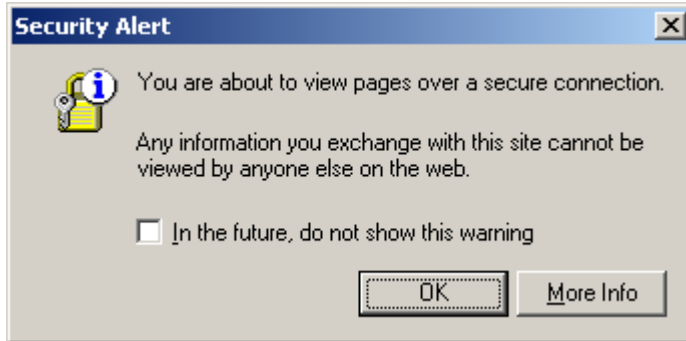 Security Alert
You are about to view pages over a secure connection.
Any information you exchange with this site cannot be
viewed by anyone else on the web.
In the future, do not show this warning
OK
More Info